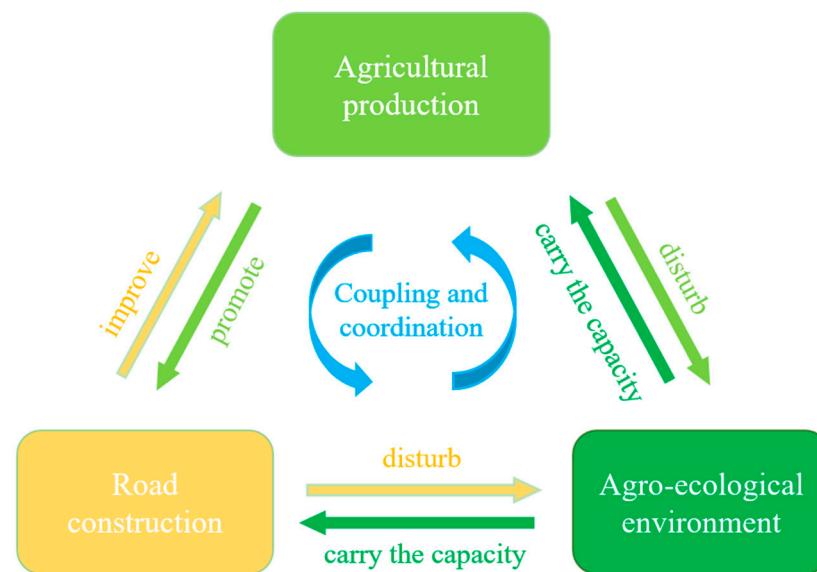 Agricultural
production
improve
promote
Coupling and
coordination
carry the capacity
disturb
Road
construction
disturb
carry the capacity
Agro-ecological
environment